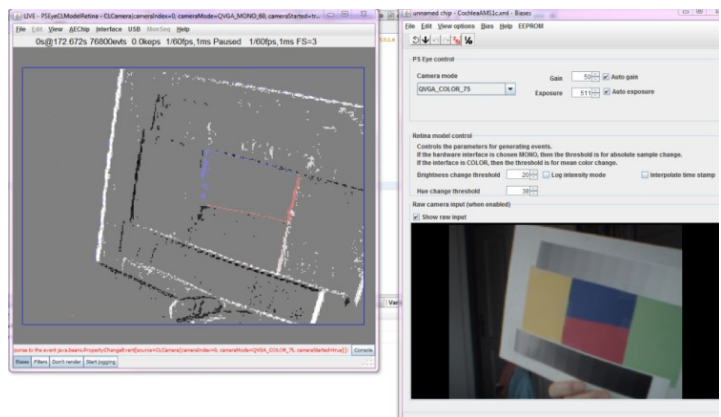 LIVE - PSEyeCLModelRetina - CLCamera{cameraIndex=0, cameraMode=QVGA_MONO_60, cameraStarted=tr...
File Edit View AEChip Interface USB MonSeq Help
0s@172.672s 76800evts 0.0keps 1/60fps,1ms Paused 1/60fps,1ms FS=3
Console
Biases Filters Don't render Start logging
unnamed chip - CochleaAMS1c.xml - Biases
File Edit View options Bias Help EEPROM
PS Eye control
Camera mode
QVGA_COLOR_75
Gain 50 Auto gain
Exposure 511 Auto exposure
Retina model control
Controls the parameters for generating events.
If the hardware interface is chosen MONO, then the threshold is for absolute sample change.
If the interface is COLOR, then the threshold is for mean color change.
Brightness change threshold 20 Log intensity mode Interpolate time stamp
Hue change threshold 30
Raw camera input (when enabled)
Show raw input